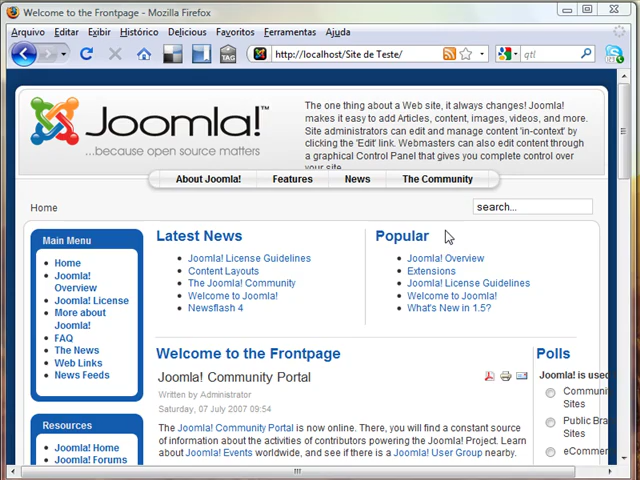 Welcome to the Frontpage - Mozilla Firefox
Arquivo Editar Exibir Histórico Delicious Favoritos Ferramentas Ajuda
TAG http://localhost/Site de Teste/ qtl
The one thing about a Web site, it always changes! Joomla!
makes it easy to add Articles, content, images, videos, and more.
Site administrators can edit and manage content 'in-context' by
clicking the 'Edit' link. Webmasters can also edit content through
a graphical Control Panel that gives you complete control over
your site.
Joomla!™
...because open source matters
About Joomla! Features News The Community
Home search...
Main Menu
Home
Joomla!
Overview
Joomla! License
More about
Joomla!
FAQ
The News
Web Links
News Feeds
Resources
Joomla! Home
Joomla! Forums
Latest News
Joomla! License Guidelines
Content Layouts
The Joomla! Community
Welcome to Joomla!
Newsflash 4
Popular
Joomla! Overview
Extensions
Joomla! License Guidelines
Welcome to Joomla!
What's New in 1.5?
Welcome to the Frontpage
Joomla! Community Portal
Written by Administrator
Saturday, 07 July 2007 09:54
The Joomla! Community Portal is now online. There, you will find a constant source
of information about the activities of contributors powering the Joomla! Project. Learn
about Joomla! Events worldwide, and see if there is a Joomla! User Group nearby.
Polls
Joomla! is used
Community
Sites
Public Bra
Sites
eCommer